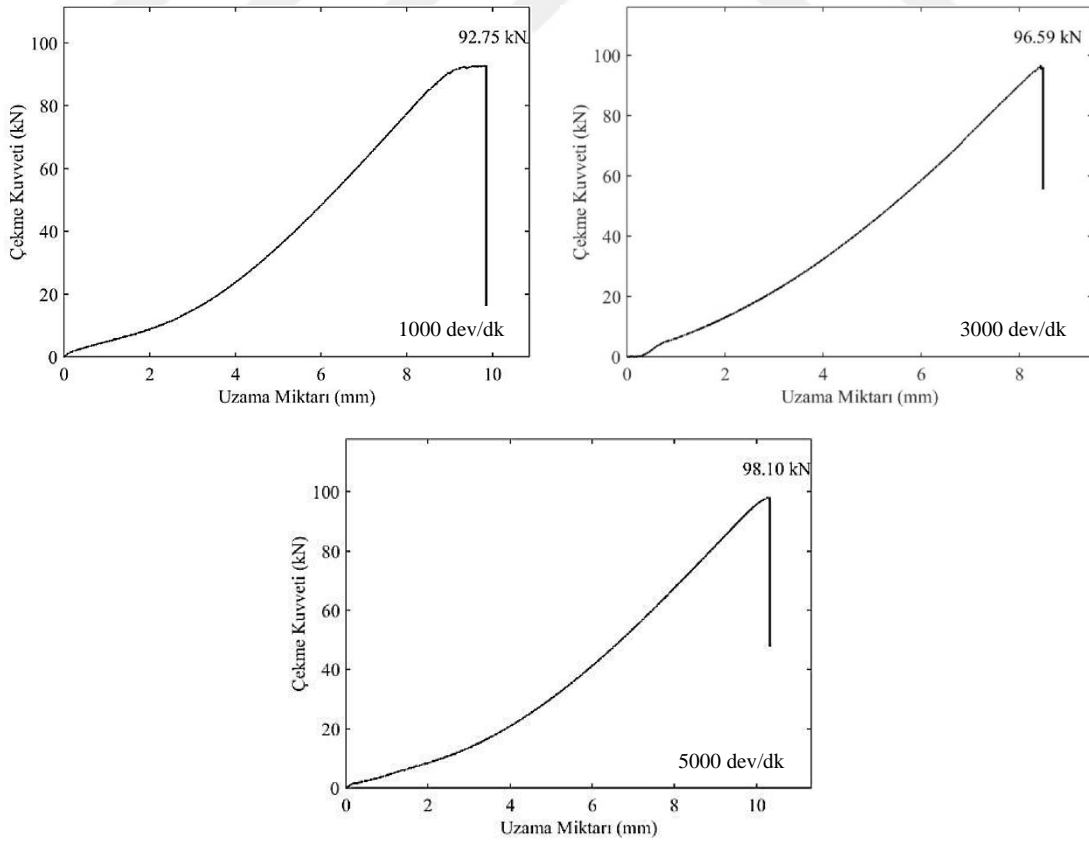 92.75 kN
100
80
60
40
20
0
Çekme Kuvveti (kN)
1000 dev/dk
0 2 4 6 8 10
Uzama Miktarı (mm)
96.59 kN
100
80
60
40
20
0
Çekme Kuvveti (kN)
3000 dev/dk
0 2 4 6 8
Uzama Miktarı (mm)
98.10 kN
100
80
60
40
20
0
Çekme Kuvveti (kN)
5000 dev/dk
0 2 4 6 8 10
Uzama Miktarı (mm)